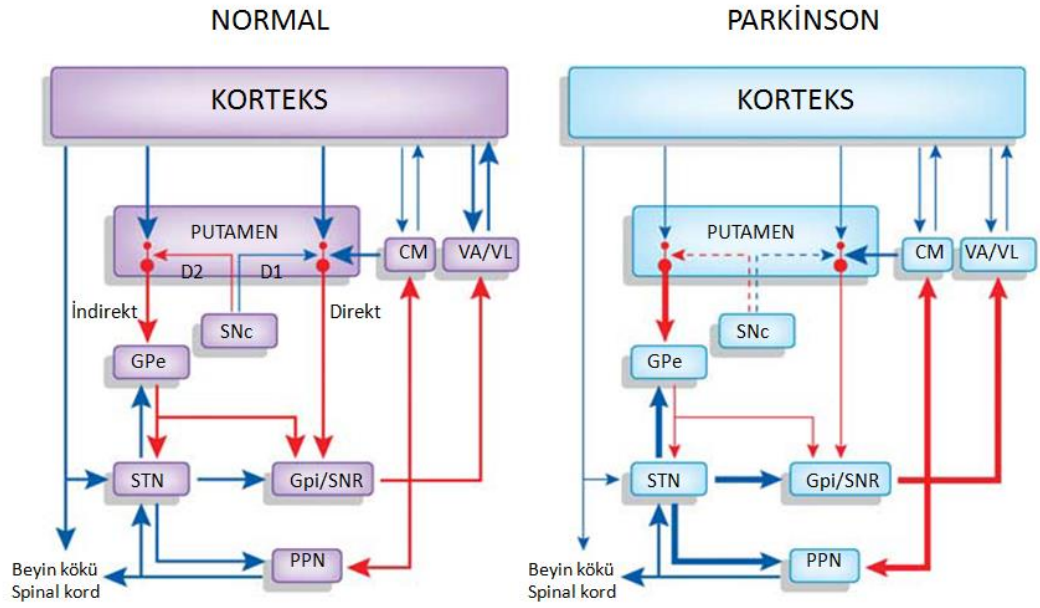 NORMAL
KORTEKS
PUTAMEN
D2
D1
CM
VA/VL
İndirekt
SNc
Direkt
GPe
STN
Gpi/SNR
PPN
Beyin kökü
Spinal kord
PARKİNSON
KORTEKS
PUTAMEN
CM
VA/VL
SNc
GPe
STN
Gpi/SNR
PPN
Beyin kökü
Spinal kord